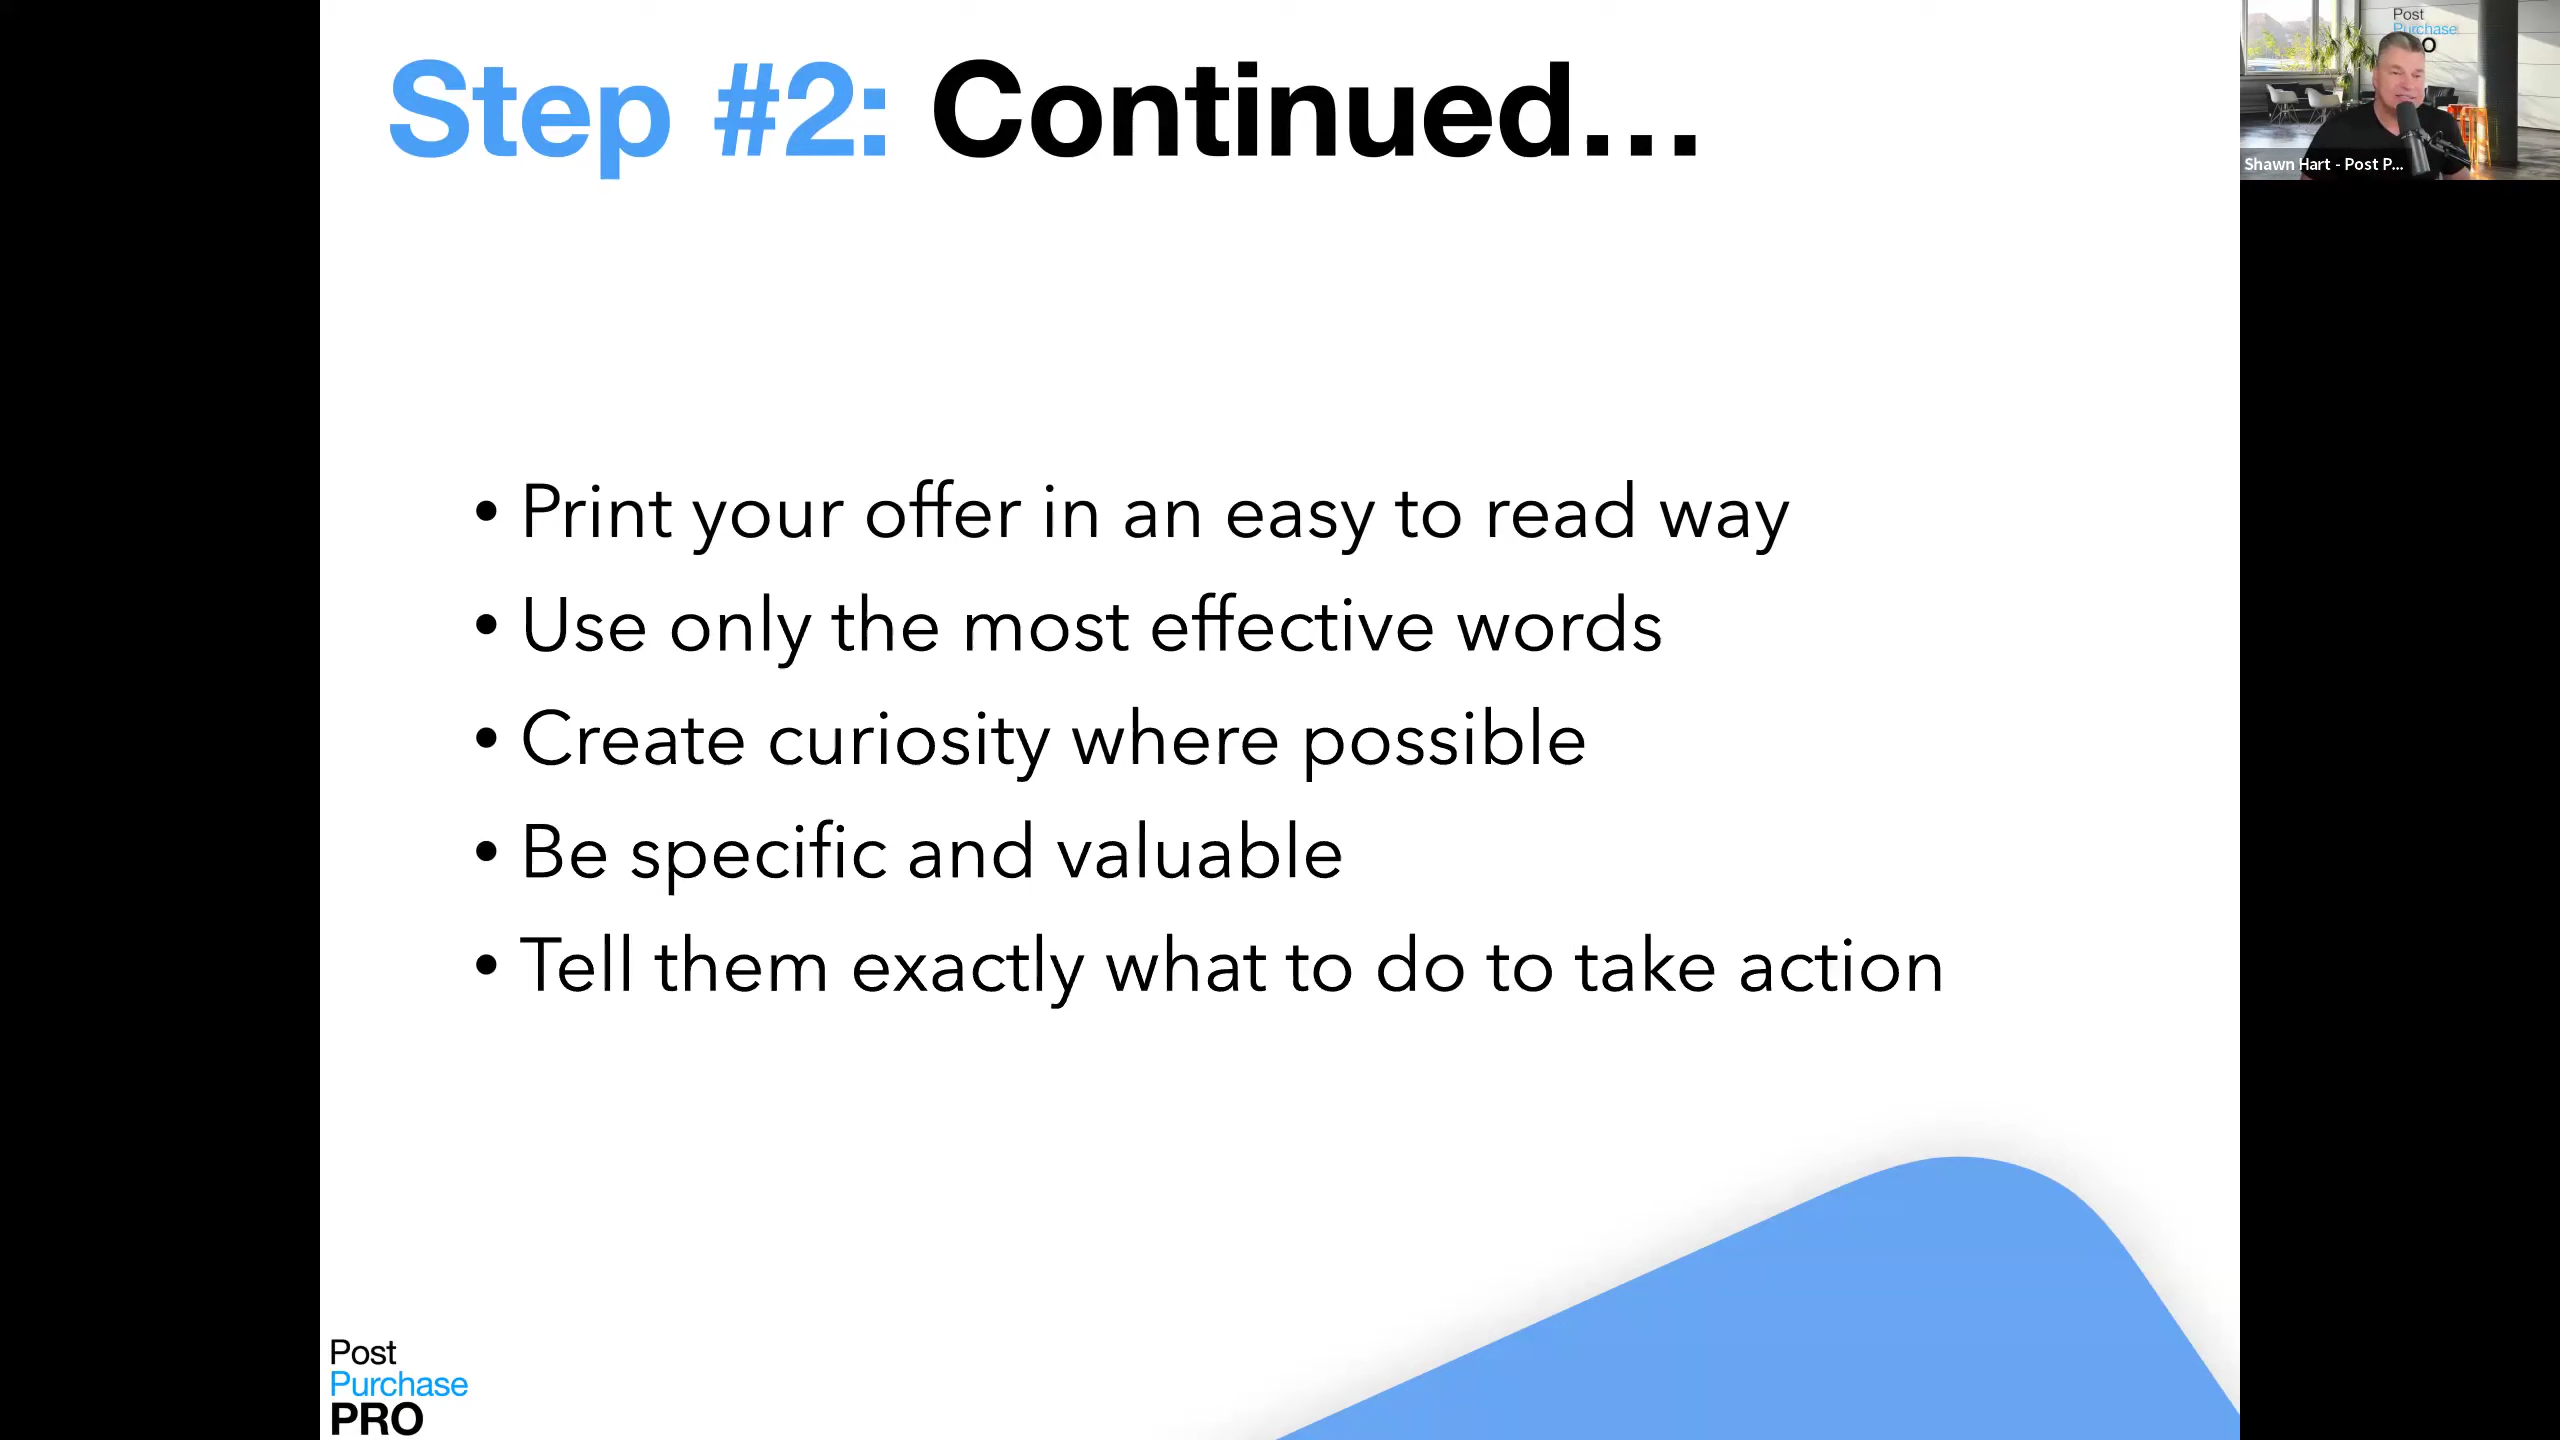 Step #2: Continued...
• Print your offer in an easy to read way
• Use only the most effective words
• Create curiosity where possible
• Be specific and valuable
• Tell them exactly what to do to take action
Post
Purchase
PRO
Post
Purchase
Shawn Hart - Post P...